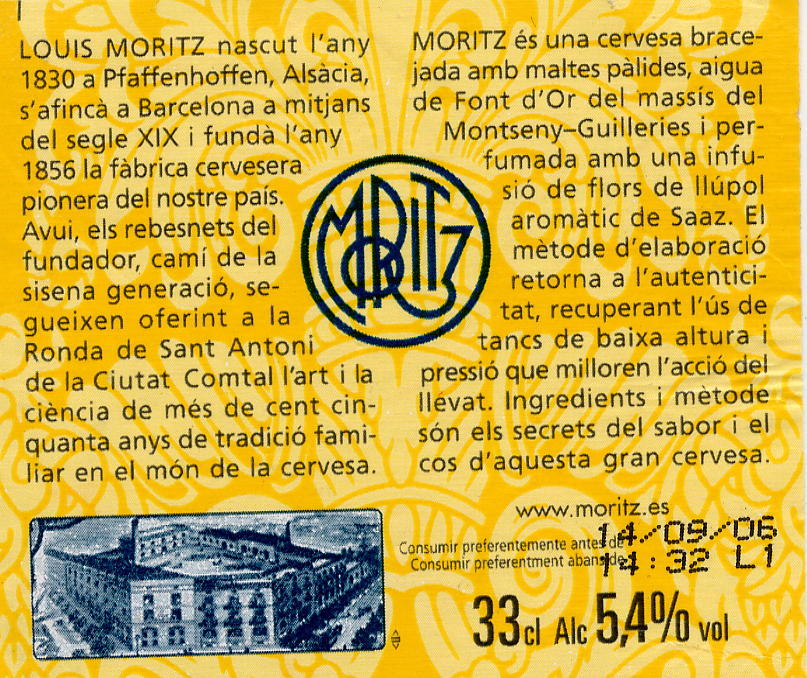 LOUIS MORITZ nascut l'any
1830 a Pfaffenhoffen, Alsàcia,
s'afincà a Barcelona a mitjans
del segle XIX i fundà l'any
1856 la fàbrica cervesera
pionera del nostre país.
Avui, els rebesnets del
fundador, camí de la
sisena generació, se-
gueixen oferint a la
Ronda de Sant Antoni
de la Ciutat Comtal l'art i la
ciència de més de cent cin-
quanta anys de tradició fami-
liar en el món de la cervesa.
MORITZ
MORITZ és una cervesa brace-
jada amb maltes pàlides, aigua
de Font d'Or del massís del
Montseny–Guilleries i per-
fumada amb una infu-
sió de flors de llúpol
aromàtic de Saaz. El
mètode d'elaboració
retorna a l'autentici-
tat, recuperant l'ús de
tancs de baixa altura i
pressió que milloren l'acció del
llevat. Ingredients i mètode
són els secrets del sabor i el
cos d'aquesta gran cervesa.
www.moritz.es
Consumir preferentemente antes de 14/09/06
Consumir preferentment abans de 14:32 L1
33cl Alc 5,4% vol